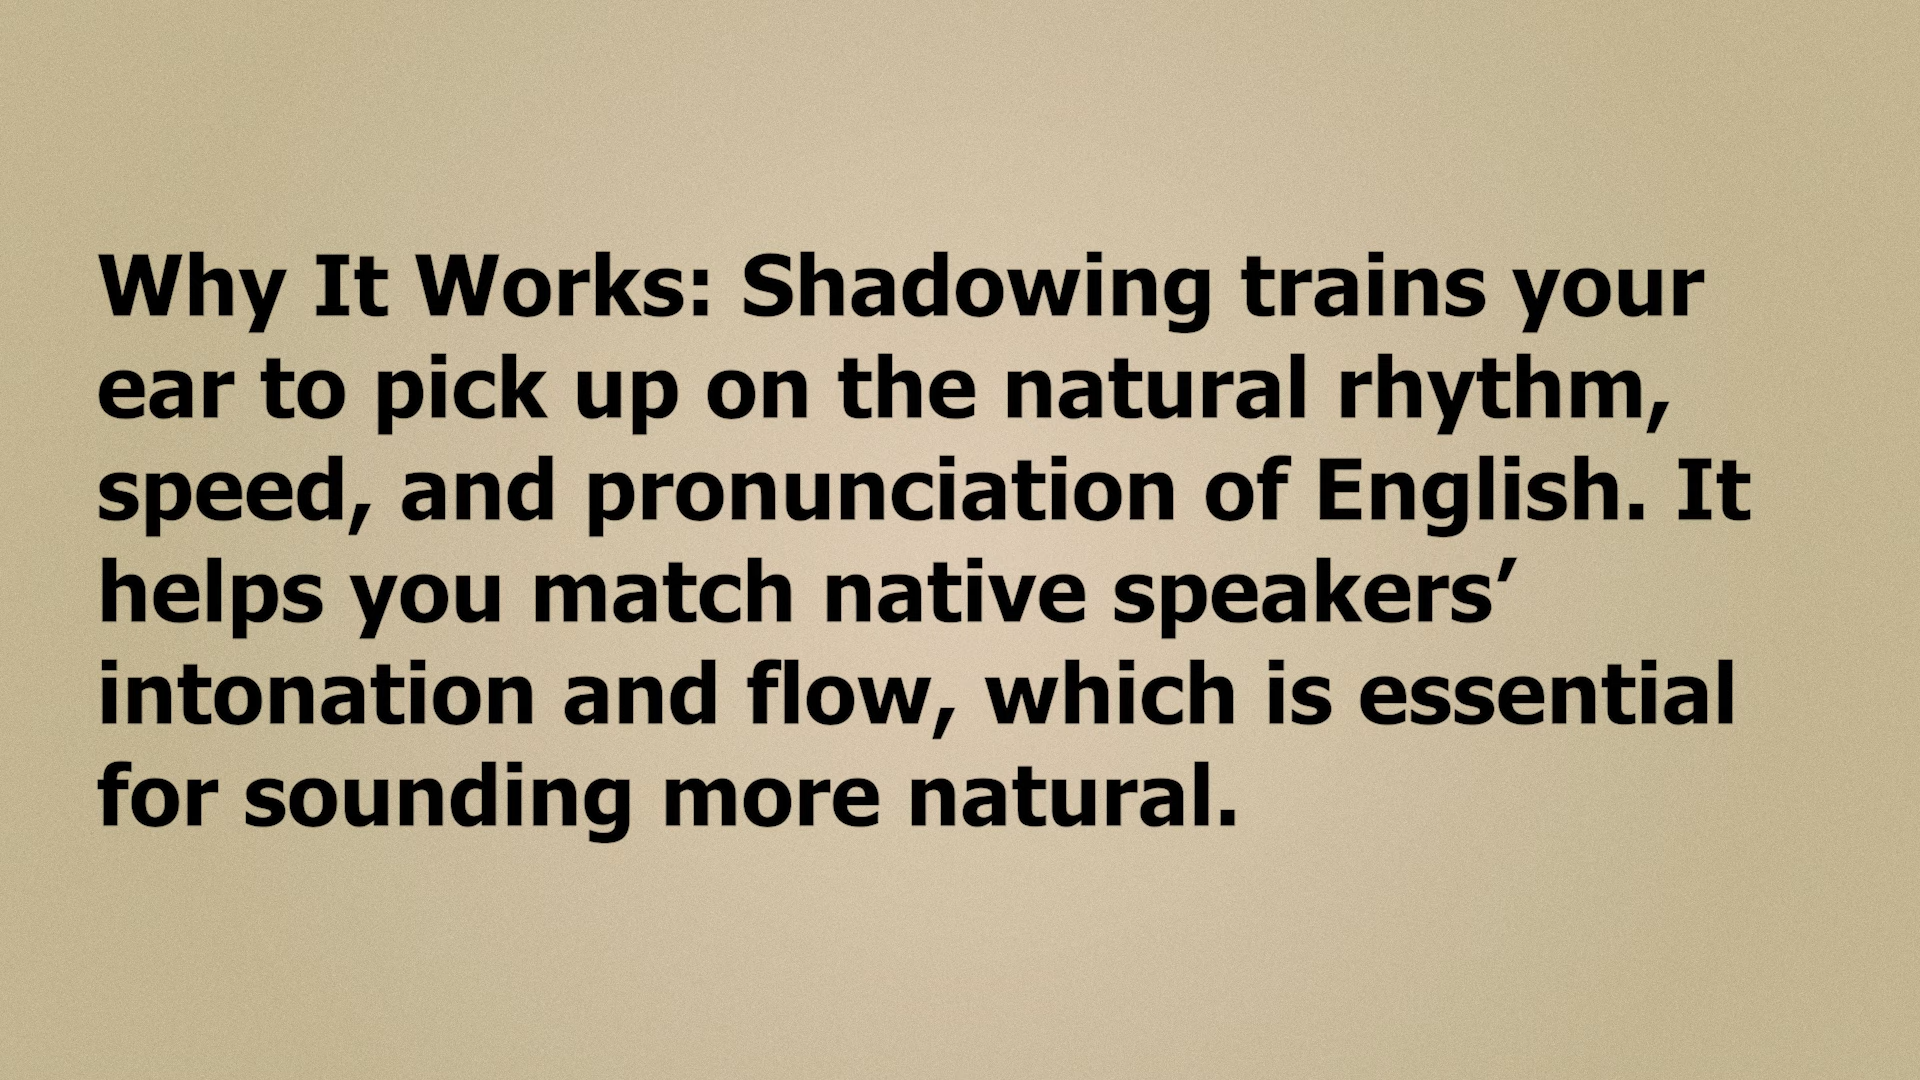 Why It Works: Shadowing trains your
ear to pick up on the natural rhythm,
speed, and pronunciation of English. It
helps you match native speakers’
intonation and flow, which is essential
for sounding more natural.